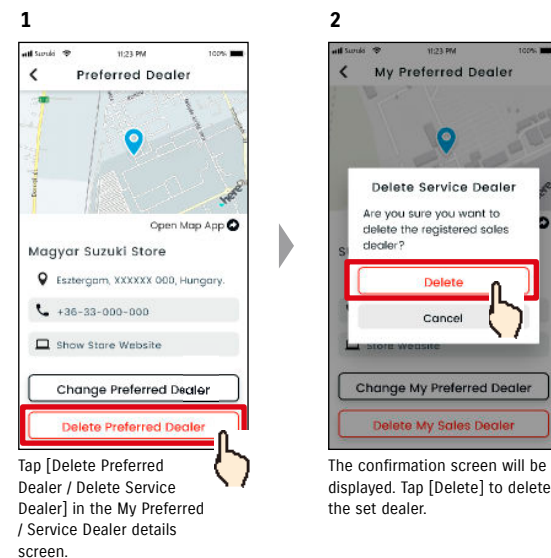 1
Suzuki 11:23 PM 100%
Preferred Dealer
here
Open Map App
Magyar Suzuki Store
Esztergom, XXXXXX 000, Hungary.
+36-33-000-000
Show Store Website
Change Preferred Dealer
Delete Preferred Dealer
Tap [Delete Preferred
Dealer / Delete Service
Dealer] in the My Preferred
/ Service Dealer details
screen.
2
Suzuki 11:23 PM 100%
My Preferred Dealer
Delete Service Dealer
Are you sure you want to
delete the registered sales
dealer?
Delete
Cancel
Store Website
Change My Preferred Dealer
Delete My Sales Dealer
The confirmation screen will be
displayed. Tap [Delete] to delete
the set dealer.